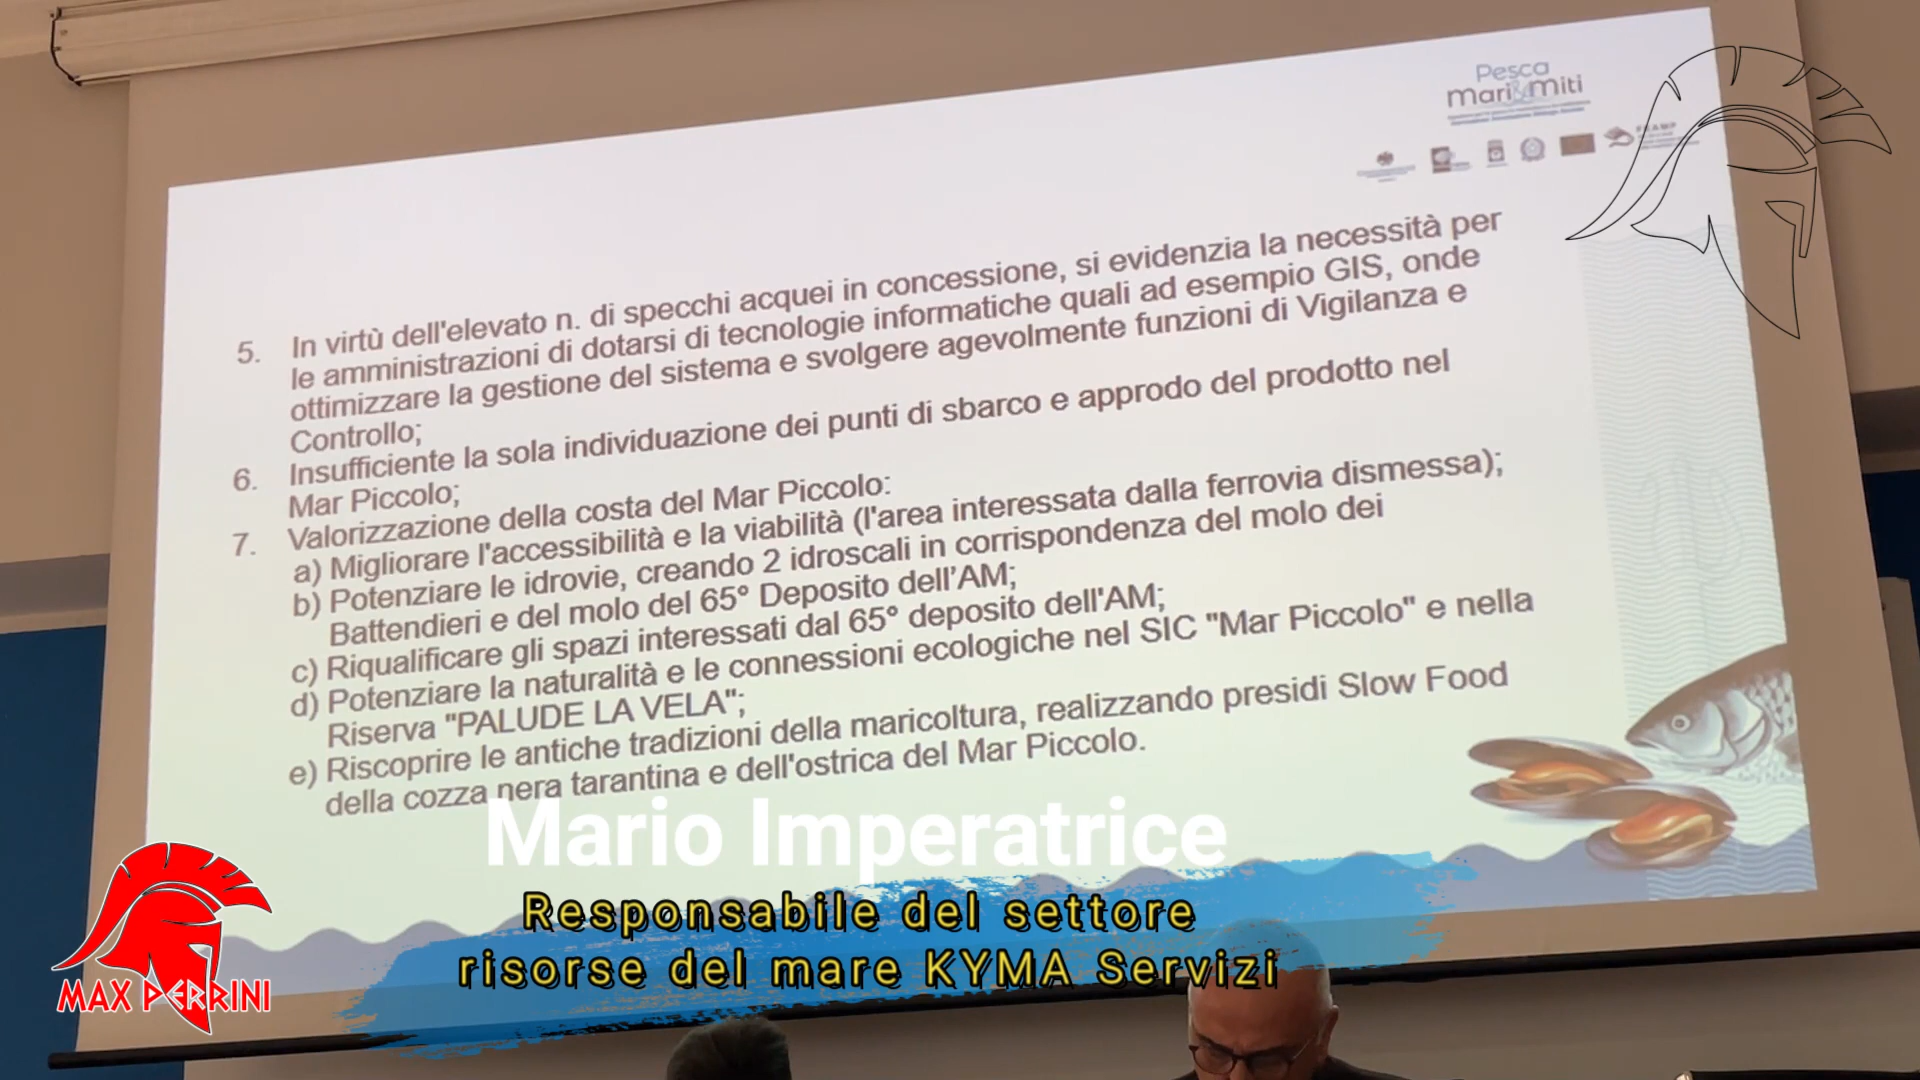 Pesca
mari&miti
5. In virtù dell'elevato n. di specchi acquei in concessione, si evidenzia la necessità per
le amministrazioni di dotarsi di tecnologie informatiche quali ad esempio GIS, onde
ottimizzare la gestione del sistema e svolgere agevolmente funzioni di Vigilanza e
Controllo;
6. Insufficiente la sola individuazione dei punti di sbarco e approdo del prodotto nel
Mar Piccolo;
7. Valorizzazione della costa del Mar Piccolo:
a) Migliorare l'accessibilità e la viabilità (l'area interessata dalla ferrovia dismessa);
b) Potenziare le idrovie, creando 2 idroscali in corrispondenza del molo dei
Battendieri e del molo del 65° Deposito dell'AM;
c) Riqualificare gli spazi interessati dal 65° deposito dell'AM;
d) Potenziare la naturalità e le connessioni ecologiche nel SIC "Mar Piccolo" e nella
Riserva "PALUDE LA VELA";
e) Riscoprire le antiche tradizioni della maricoltura, realizzando presidi Slow Food
della cozza nera tarantina e dell'ostrica del Mar Piccolo.
Mario Imperatrice
Responsabile del settore
risorse del mare KYMA Servizi
MAX PERRINI